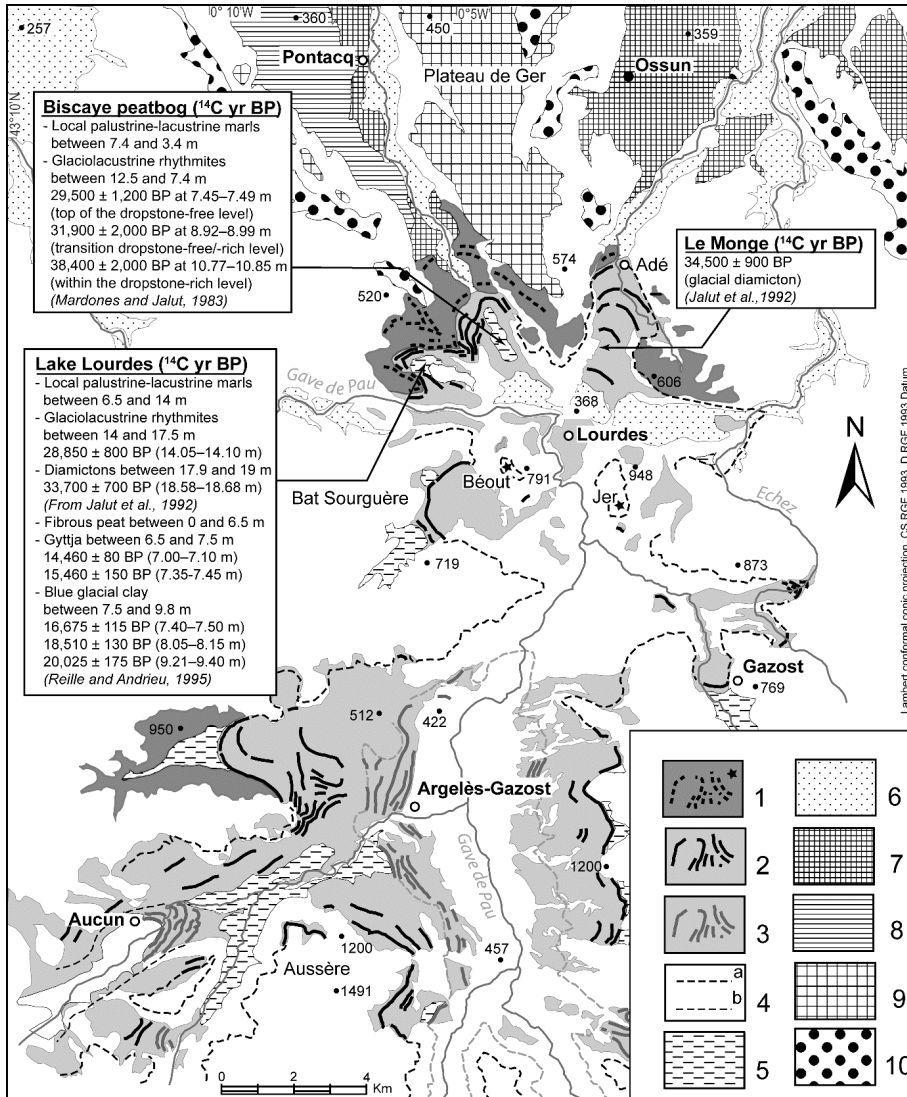 257
0° 10'W
360
450
0°5W
359
Pontacq
Plateau de Ger
Ossun
43°10'N
Biscaye peatbog (¹⁴C yr BP)
- Local palustrine-lacustrine marls
between 7.4 and 3.4 m
- Glaciolacustrine rhythmites
between 12.5 and 7.4 m
29,500 ± 1,200 BP at 7.45–7.49 m
(top of the dropstone-free level)
31,900 ± 2,000 BP at 8.92–8.99 m
(transition dropstone-free/-rich level)
38,400 ± 2,000 BP at 10.77–10.85 m
(within the dropstone-rich level)
(Mardones and Jalut, 1983)
574
Adé
Le Monge (¹⁴C yr BP)
34,500 ± 900 BP
(glacial diamicton)
(Jalut et al.,1992)
520
Lake Lourdes (¹⁴C yr BP)
- Local palustrine-lacustrine marls
between 6.5 and 14 m
- Glaciolacustrine rhythmites
between 14 and 17.5 m
28,850 ± 800 BP (14.05–14.10 m)
- Diamictons between 17.9 and 19 m
33,700 ± 700 BP (18.58–18.68 m)
(From Jalut et al., 1992)
- Fibrous peat between 0 and 6.5 m
- Gyttja between 6.5 and 7.5 m
14,460 ± 80 BP (7.00–7.10 m)
15,460 ± 150 BP (7.35-7.45 m)
- Blue glacial clay
between 7.5 and 9.8 m
16,675 ± 115 BP (7.40–7.50 m)
18,510 ± 130 BP (8.05–8.15 m)
20,025 ± 175 BP (9.21–9.40 m)
(Reille and Andrieu, 1995)
Gave de Pau
606
368
Lourdes
N
Béout
791
948
Jer
Bat Sourguère
Echez
719
873
Gazost
769
Lambert conformal conic projection, CS RGF 1993, D RGF 1993 Datum
950
512
422
Argelès-Gazost
Gave de Pau
1200
Aucun
1200
457
Aussère
1491
0 2 4
Km
1
2
3
a
b
4
5
6
7
8
9
10